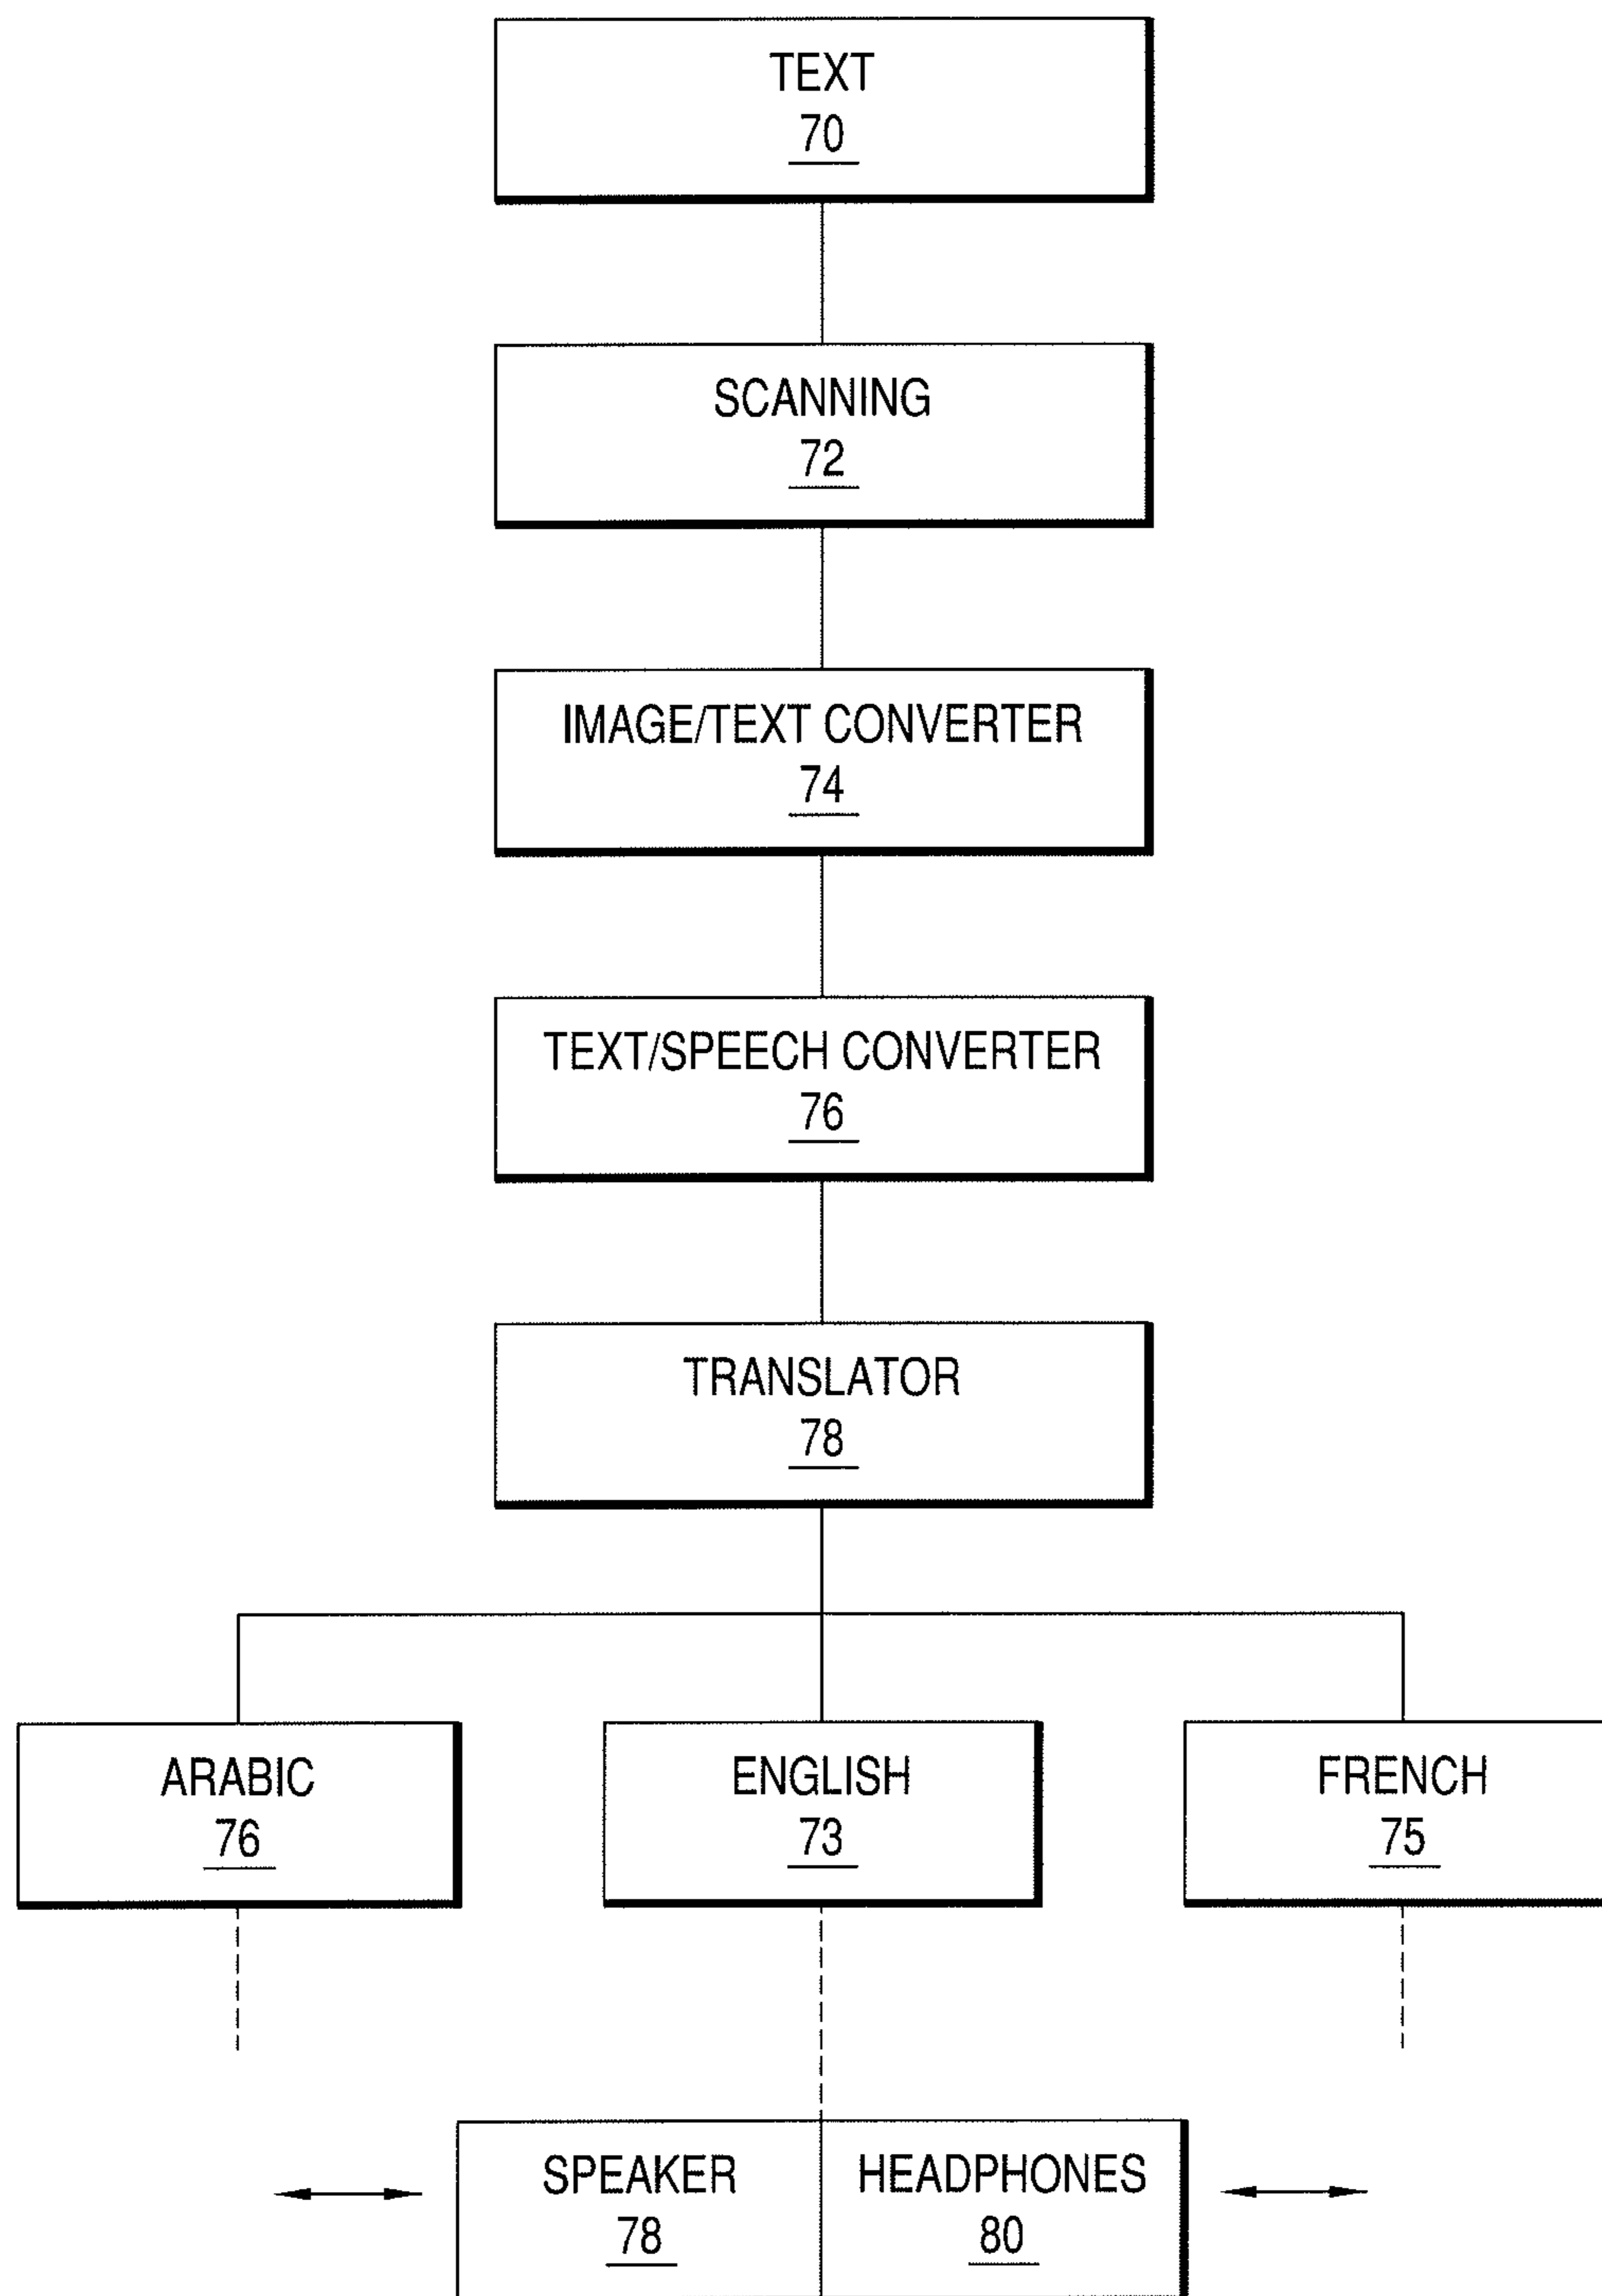 TEXT
70
SCANNING
72
IMAGE/TEXT CONVERTER
74
TEXT/SPEECH CONVERTER
76
TRANSLATOR
78
ARABIC
76
ENGLISH
73
FRENCH
75
SPEAKER
78
HEADPHONES
80